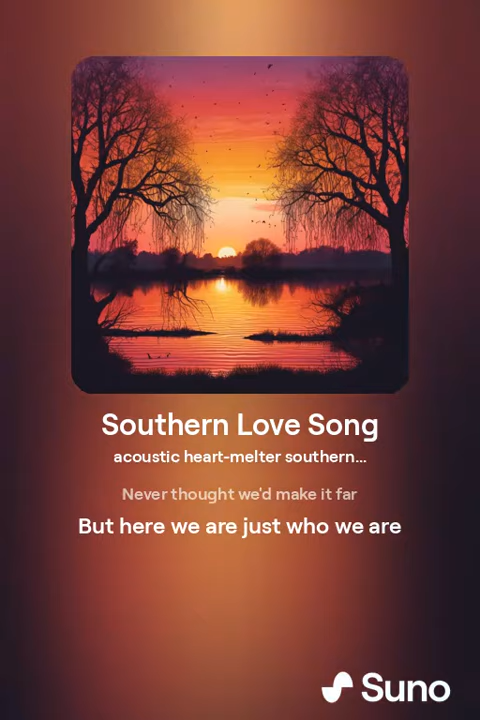 Southern Love Song
acoustic heart-melter southern...
Never thought we'd make it far
But here we are just who we are
Suno